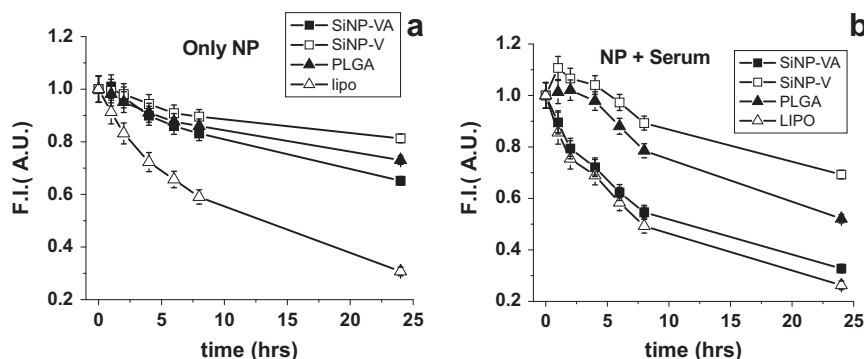 a
Only NP
SiNP-VA
SiNP-V
PLGA
lipo
1.2
1.0
0.8
0.6
0.4
0.2
F.I.( A.U.)
0 5 10 15 20 25
time (hrs)
b
NP + Serum
SiNP-VA
SiNP-V
PLGA
LIPO
1.2
1.0
0.8
0.6
0.4
0.2
F.I.( A.U.)
0 5 10 15 20 25
time (hrs)